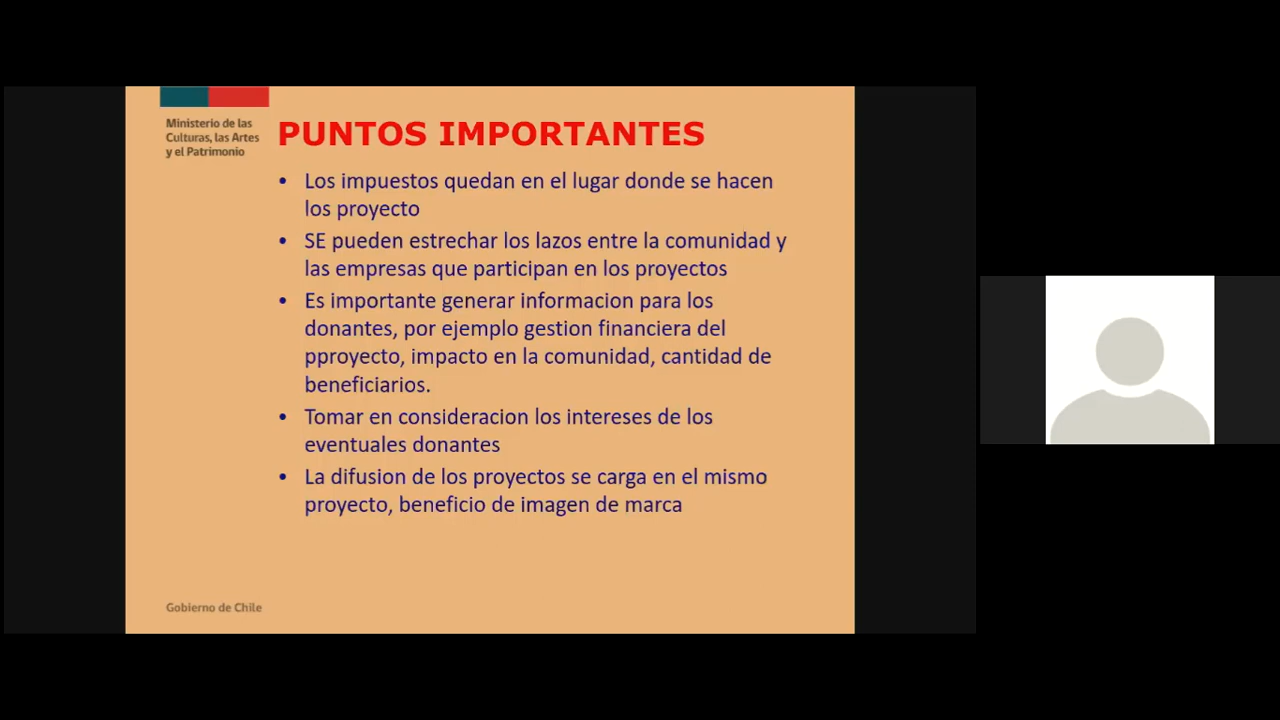 Ministerio de las
Culturas, las Artes
y el Patrimonio
PUNTOS IMPORTANTES
• Los impuestos quedan en el lugar donde se hacen
los proyecto
• SE pueden estrechar los lazos entre la comunidad y
las empresas que participan en los proyectos
• Es importante generar informacion para los
donantes, por ejemplo gestion financiera del
pproyecto, impacto en la comunidad, cantidad de
beneficiarios.
• Tomar en consideracion los intereses de los
eventuales donantes
• La difusion de los proyectos se carga en el mismo
proyecto, beneficio de imagen de marca
Gobierno de Chile